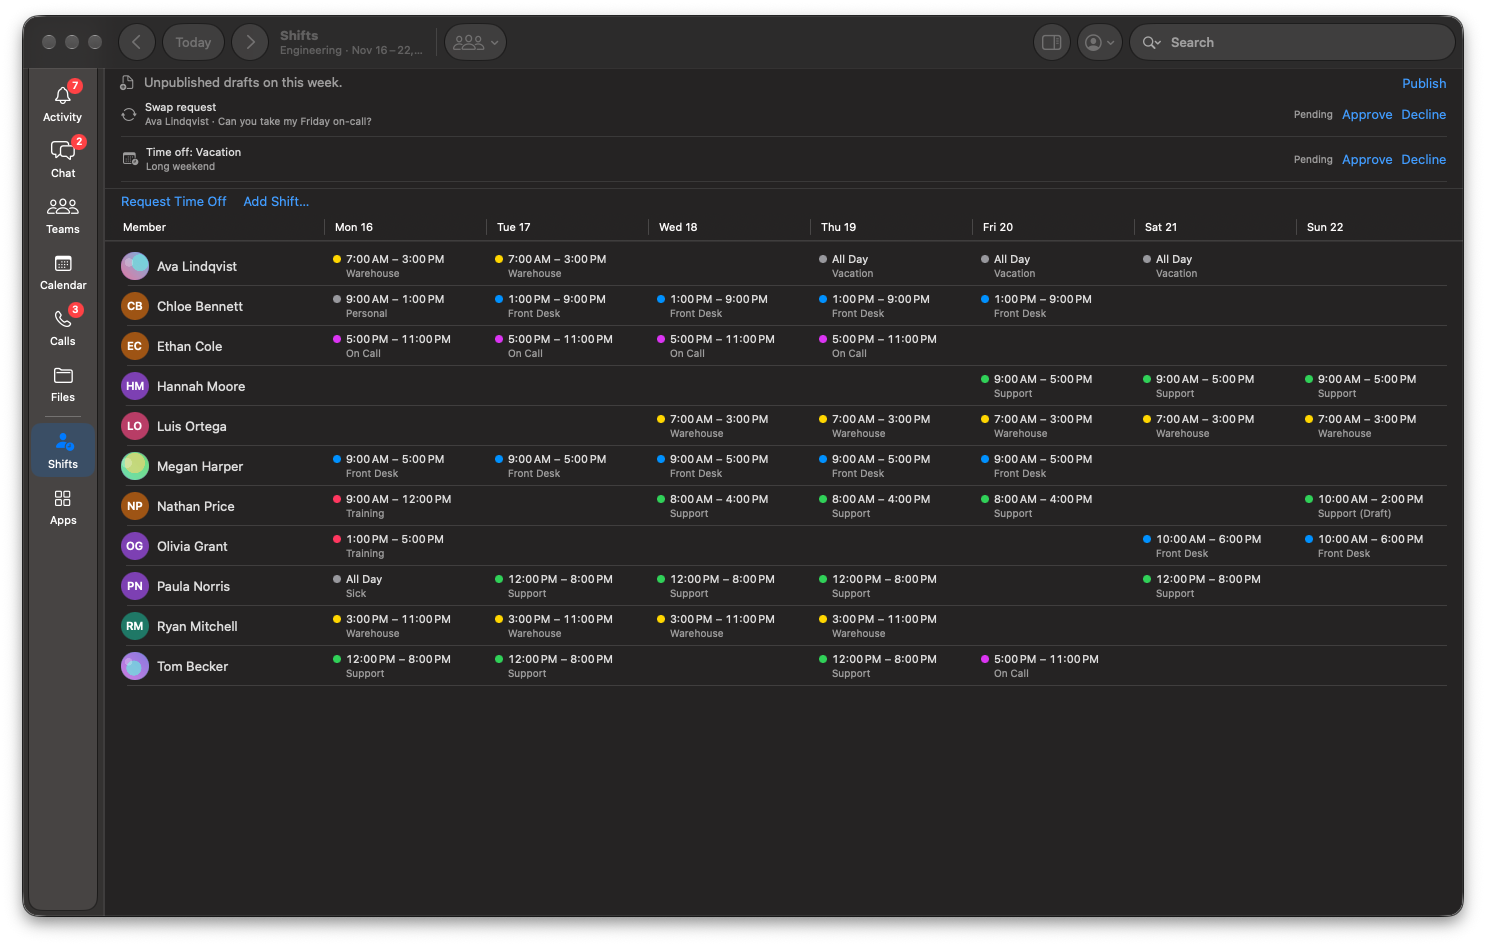 Today
Shifts
Engineering · Nov 16–22,...
Search
7
Activity
2
Chat
Teams
Calendar
3
Calls
Files
Shifts
Apps
Unpublished drafts on this week.
Publish
Swap request
Ava Lindqvist · Can you take my Friday on-call?
Pending Approve Decline
Time off: Vacation
Long weekend
Pending Approve Decline
Request Time Off Add Shift...
Member Mon 16 Tue 17 Wed 18 Thu 19 Fri 20 Sat 21 Sun 22
Ava Lindqvist
7:00 AM – 3:00 PM 7:00 AM – 3:00 PM All Day All Day All Day
Warehouse Warehouse Vacation Vacation Vacation
CB Chloe Bennett
9:00 AM – 1:00 PM 1:00 PM – 9:00 PM 1:00 PM – 9:00 PM 1:00 PM – 9:00 PM 1:00 PM – 9:00 PM
Personal Front Desk Front Desk Front Desk Front Desk
EC Ethan Cole
5:00 PM – 11:00 PM 5:00 PM – 11:00 PM 5:00 PM – 11:00 PM 5:00 PM – 11:00 PM
On Call On Call On Call On Call
HM Hannah Moore
9:00 AM – 5:00 PM 9:00 AM – 5:00 PM 9:00 AM – 5:00 PM
Support Support Support
LO Luis Ortega
7:00 AM – 3:00 PM 7:00 AM – 3:00 PM 7:00 AM – 3:00 PM 7:00 AM – 3:00 PM 7:00 AM – 3:00 PM
Warehouse Warehouse Warehouse Warehouse Warehouse
Megan Harper
9:00 AM – 5:00 PM 9:00 AM – 5:00 PM 9:00 AM – 5:00 PM 9:00 AM – 5:00 PM 9:00 AM – 5:00 PM
Front Desk Front Desk Front Desk Front Desk Front Desk
NP Nathan Price
9:00 AM – 12:00 PM 8:00 AM – 4:00 PM 8:00 AM – 4:00 PM 8:00 AM – 4:00 PM 10:00 AM – 2:00 PM
Training Support Support Support Support (Draft)
OG Olivia Grant
1:00 PM – 5:00 PM 10:00 AM – 6:00 PM 10:00 AM – 6:00 PM
Training Front Desk Front Desk
PN Paula Norris
All Day 12:00 PM – 8:00 PM 12:00 PM – 8:00 PM 12:00 PM – 8:00 PM 12:00 PM – 8:00 PM
Sick Support Support Support Support
RM Ryan Mitchell
3:00 PM – 11:00 PM 3:00 PM – 11:00 PM 3:00 PM – 11:00 PM 3:00 PM – 11:00 PM
Warehouse Warehouse Warehouse Warehouse
Tom Becker
12:00 PM – 8:00 PM 12:00 PM – 8:00 PM 12:00 PM – 8:00 PM 5:00 PM – 11:00 PM
Support Support Support On Call